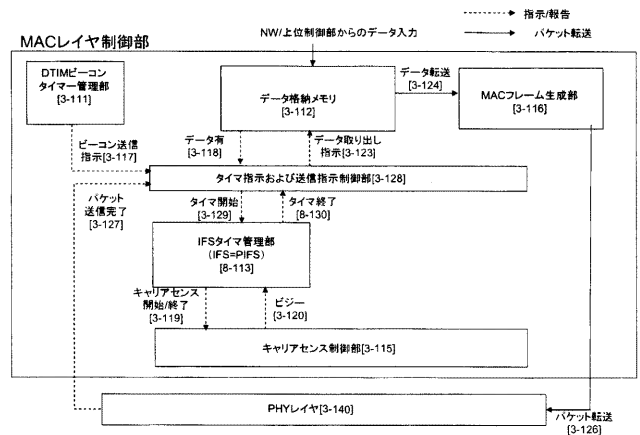 指示/報告
パケット転送
NW/上位制御部からのデータ入力
MACレイヤ制御部
DTIMビーコン
タイマー管理部
[3-111]
データ格納メモリ
[3-112]
データ転送
[3-124]
MACフレーム生成部
[3-116]
ビーコン送信
指示[3-117]
データ有
[3-118]
データ取り出し
指示[3-123]
タイマ指示および送信指示制御部[3-128]
パケット
送信完了
[3-127]
タイマ開始
[3-129]
タイマ終了
[8-130]
IFSタイマ管理部
(IFS=PIFS)
[8-113]
キャリアセンス
開始/終了
[3-119]
ビジー
[3-120]
キャリアセンス制御部[3-115]
PHYレイヤ[3-140]
パケット転送
[3-126]